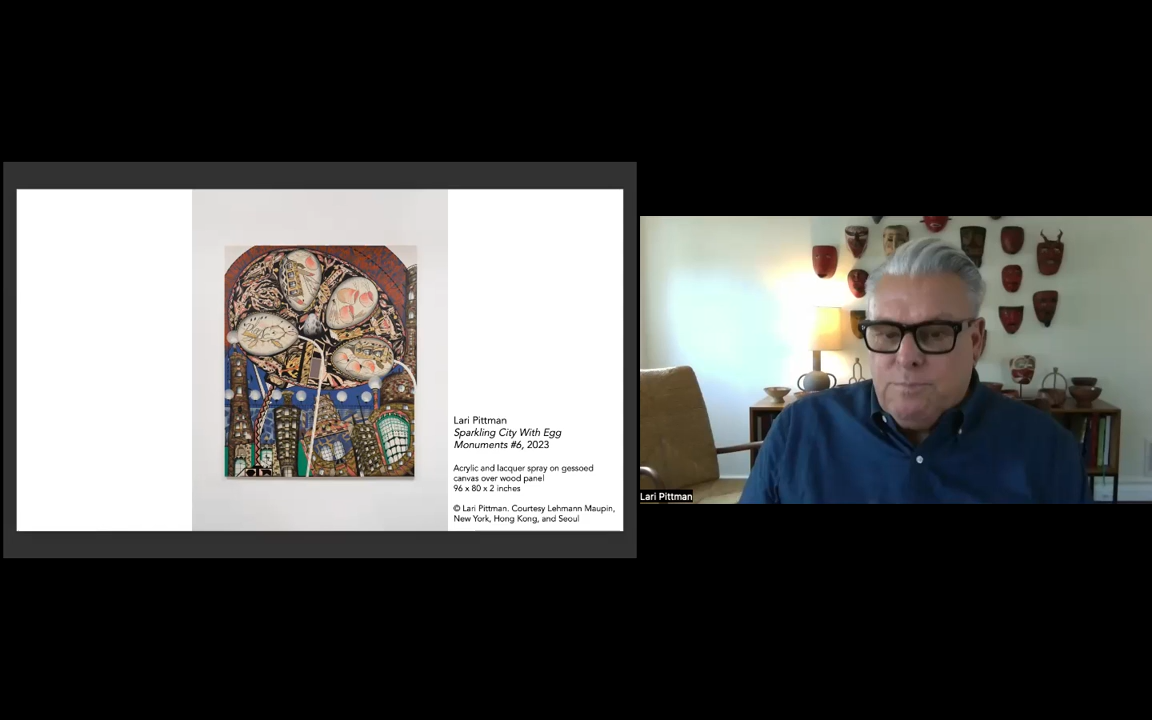 Lari Pittman
Sparkling City With Egg
Monuments #6, 2023
Acrylic and lacquer spray on gessoed
canvas over wood panel
96 x 80 x 2 inches
© Lari Pittman. Courtesy Lehmann Maupin,
New York, Hong Kong, and Seoul
Lari Pittman